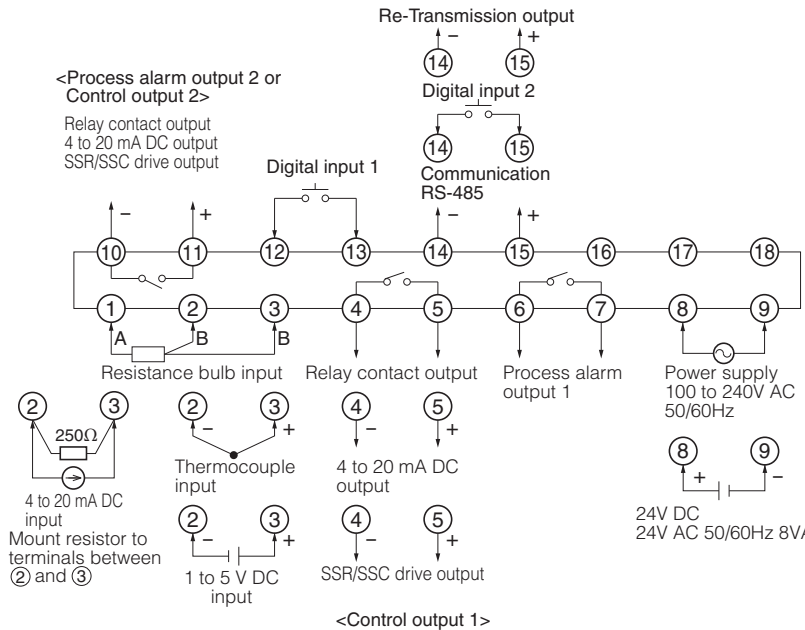 Re-Transmission output
− +
14 15
<Process alarm output 2 or
Control output 2>
Relay contact output
4 to 20 mA DC output
SSR/SSC drive output
Digital input 2
14 15
Digital input 1
Communication
RS-485
− + − +
10 11 12 13 14 15 16 17 18
1 2 3 4 5 6 7 8 9
A B B
Resistance bulb input
Relay contact output
Process alarm
output 1
Power supply
100 to 240V AC
50/60Hz
2 3
250Ω
4 to 20 mA DC
input
Mount resistor to
terminals between
2 and 3
2 3
− +
Thermocouple
input
4 5
− +
4 to 20 mA DC
output
8 9
+ −
24V DC
24V AC 50/60Hz 8VA
2 3
− +
1 to 5 V DC
input
4 5
− +
SSR/SSC drive output
<Control output 1>